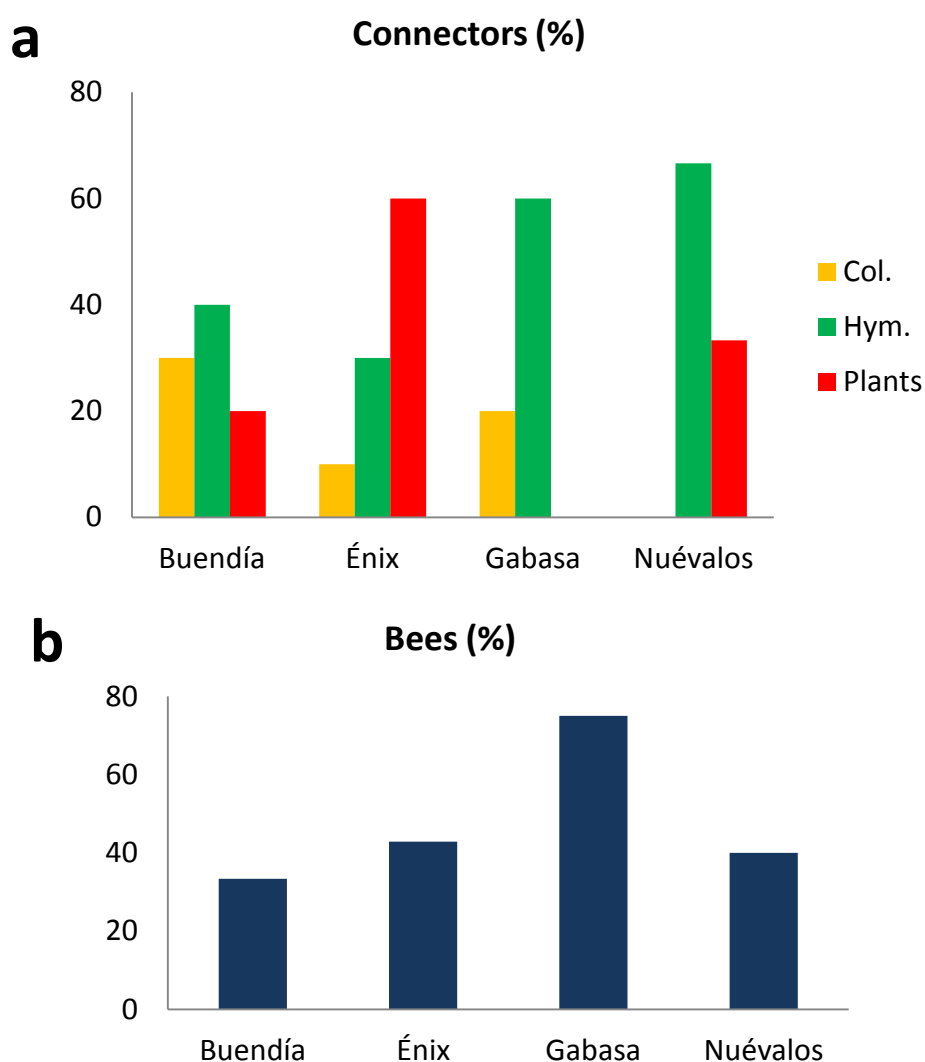 a
Connectors (%)
80
60
40
20
0
Buendía Énix Gabasa Nuévalos
Col.
Hym.
Plants
b
Bees (%)
80
60
40
20
0
Buendía Énix Gabasa Nuévalos